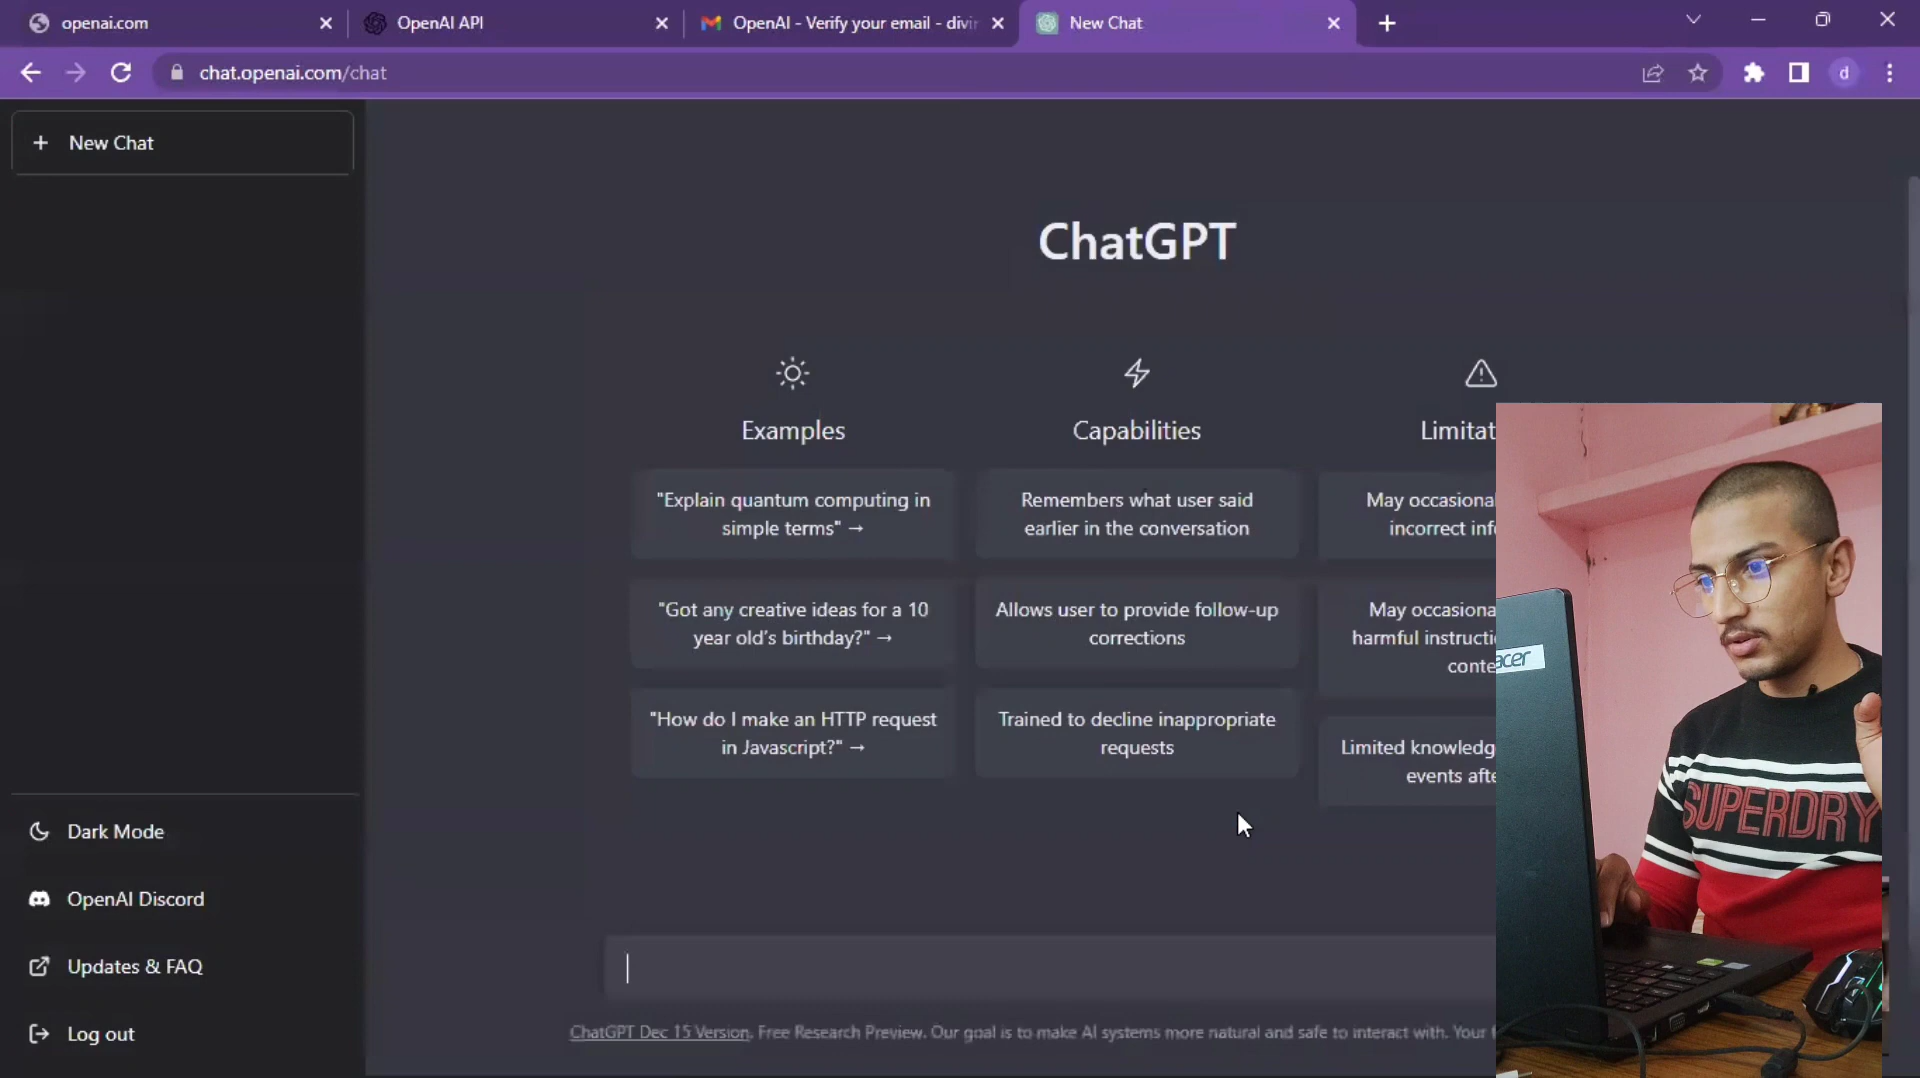 openai.com
OpenAI API
OpenAI - Verify your email - divin
New Chat
chat.openai.com/chat
d
New Chat
ChatGPT
Examples
Capabilities
Limitat
"Explain quantum computing in
simple terms" →
Remembers what user said
earlier in the conversation
May occasional
incorrect inf
"Got any creative ideas for a 10
year old's birthday?" →
Allows user to provide follow-up
corrections
May occasiona
harmful instructi
conte
"How do I make an HTTP request
in Javascript?" →
Trained to decline inappropriate
requests
Limited knowledg
events afte
acer
SUPERDRY
Dark Mode
OpenAI Discord
Updates & FAQ
Log out
ChatGPT Dec 15 Version. Free Research Preview. Our goal is to make AI systems more natural and safe to interact with. Your f